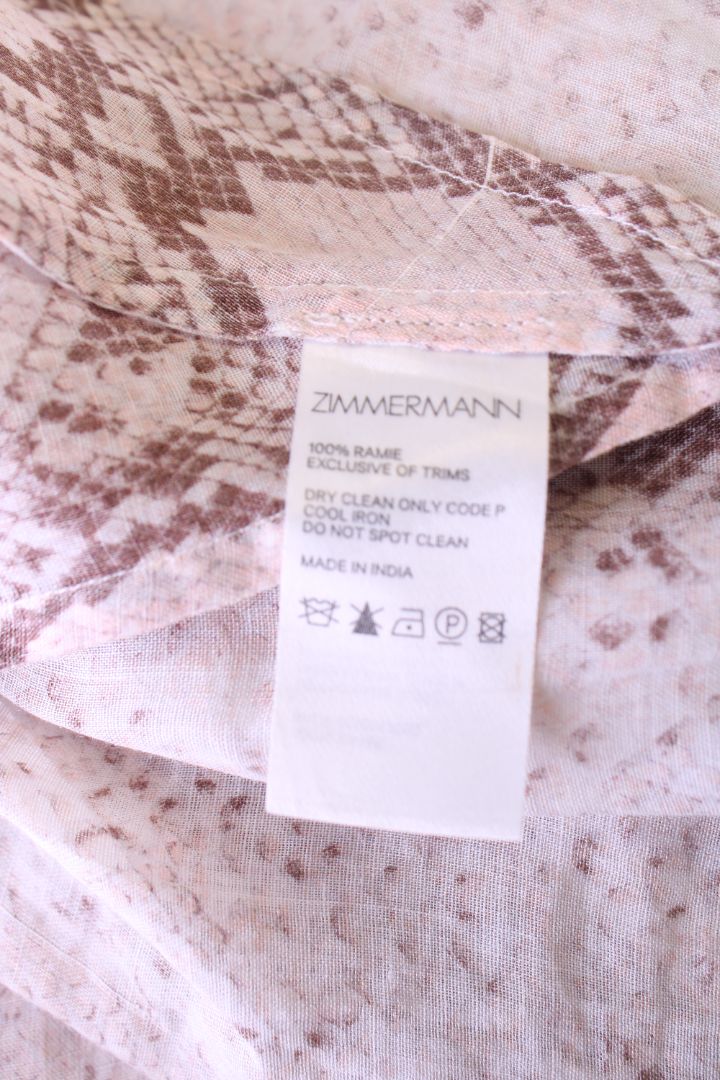 ZIMMERMANN
100% RAMIE
EXCLUSIVE OF TRIMS
DRY CLEAN ONLY CODE P
COOL IRON
DO NOT SPOT CLEAN
MADE IN INDIA
P